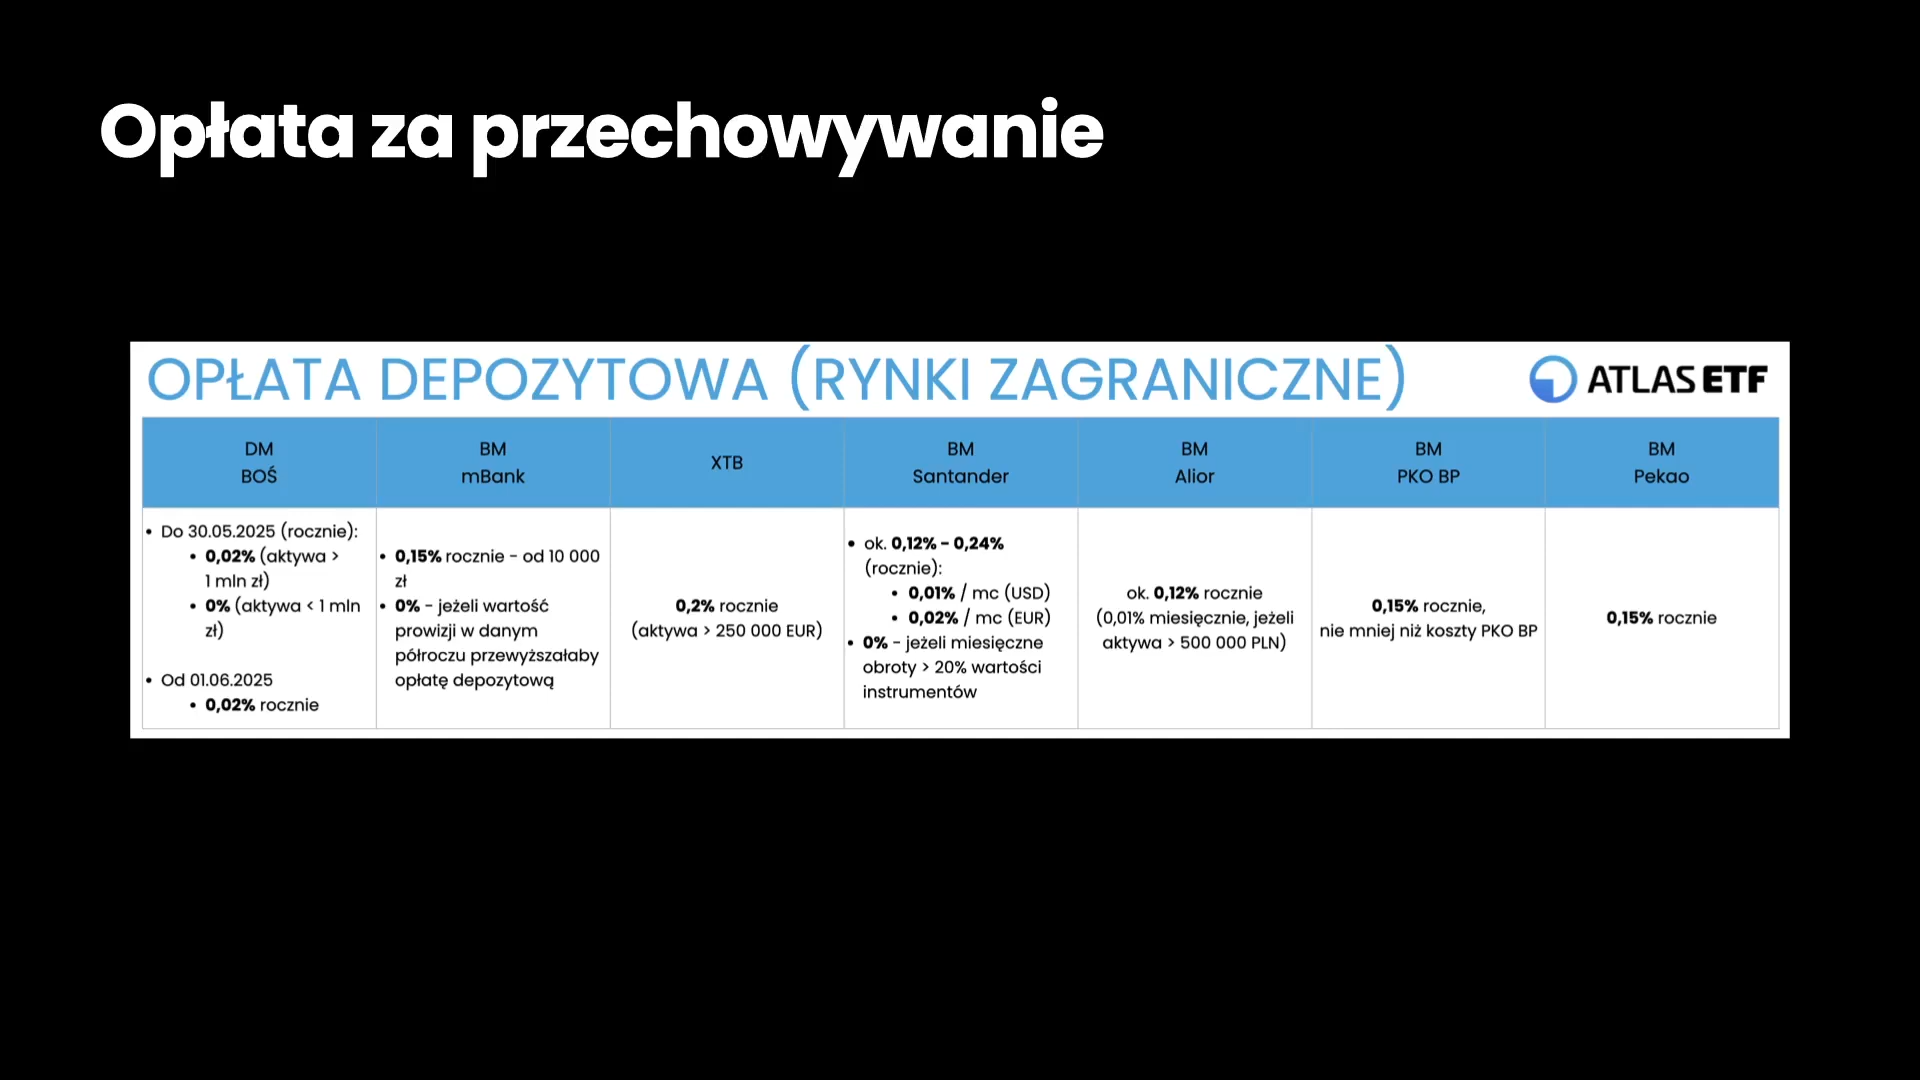 Opłata za przechowywanie
OPŁATA DEPOZYTOWA (RYNKI ZAGRANICZNE)
ATLAS ETF
DM
BOŚ
BM
mBank
XTB
BM
Santander
BM
Alior
BM
PKO BP
BM
Pekao
• Do 30.05.2025 (rocznie):
• 0,02% (aktywa >
1 mln zł)
• 0% (aktywa < 1 mln
zł)
• Od 01.06.2025
• 0,02% rocznie
• 0,15% rocznie - od 10 000
zł
• 0% - jeżeli wartość
prowizji w danym
półroczu przewyższałaby
opłatę depozytową
0,2% rocznie
(aktywa > 250 000 EUR)
• ok. 0,12% - 0,24%
(rocznie):
• 0,01% / mc (USD)
• 0,02% / mc (EUR)
• 0% - jeżeli miesięczne
obroty > 20% wartości
instrumentów
ok. 0,12% rocznie
(0,01% miesięcznie, jeżeli
aktywa > 500 000 PLN)
0,15% rocznie,
nie mniej niż koszty PKO BP
0,15% rocznie